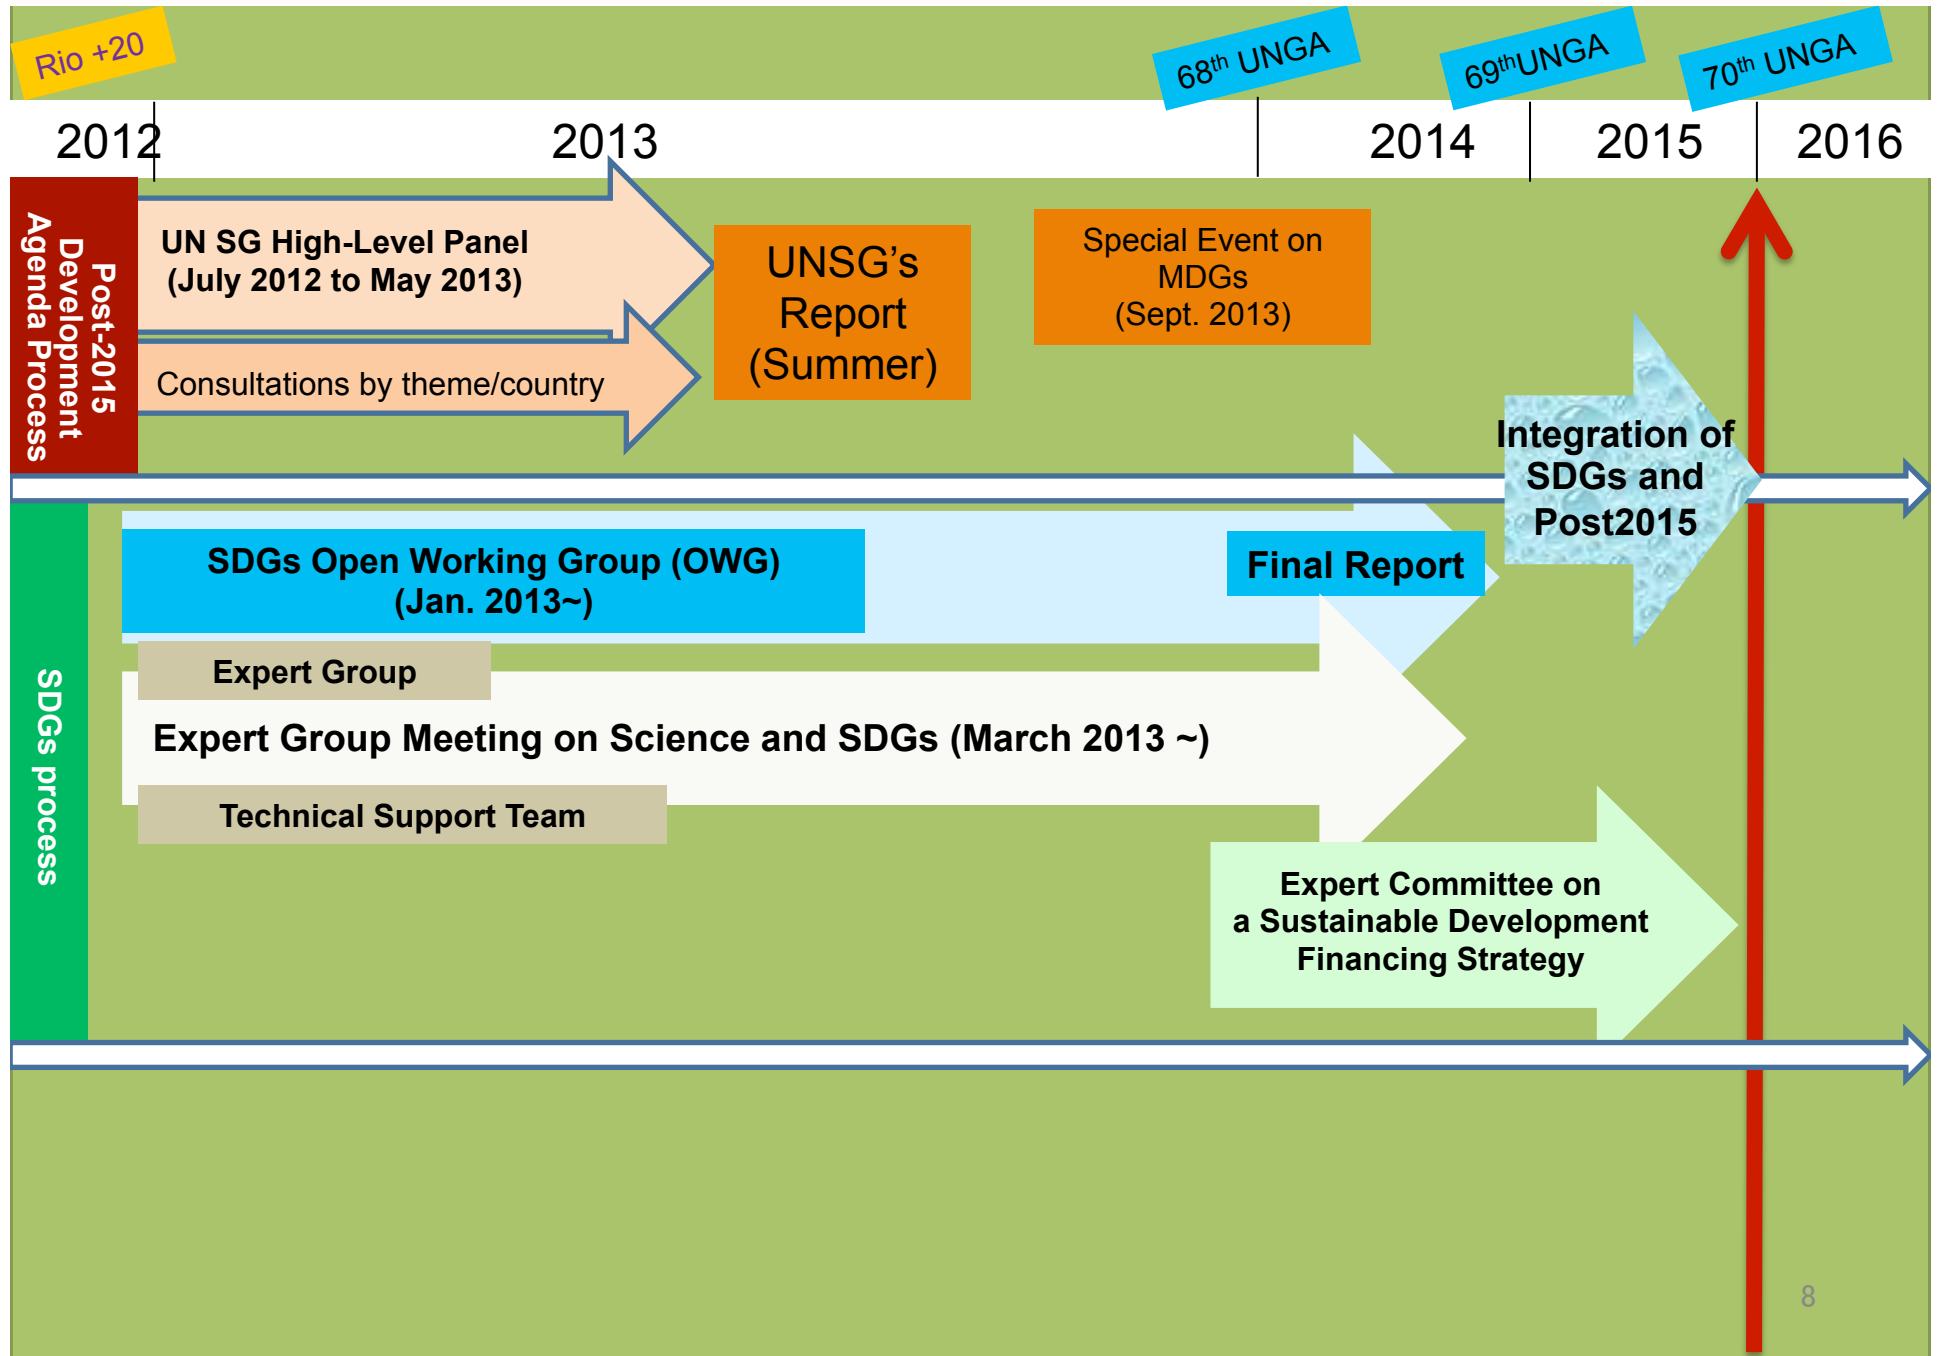 Rio +20
68th UNGA
69thUNGA
70th UNGA
2012
2013
2014
2015
2016
Post-2015
Development
Agenda Process
UN SG High-Level Panel
(July 2012 to May 2013)
Consultations by theme/country
UNSG’s
Report
(Summer)
Special Event on
MDGs
(Sept. 2013)
Integration of
SDGs and
Post2015
SDGs process
SDGs Open Working Group (OWG)
(Jan. 2013~)
Final Report
Expert Group
Expert Group Meeting on Science and SDGs (March 2013 ~)
Technical Support Team
Expert Committee on
a Sustainable Development
Financing Strategy
8